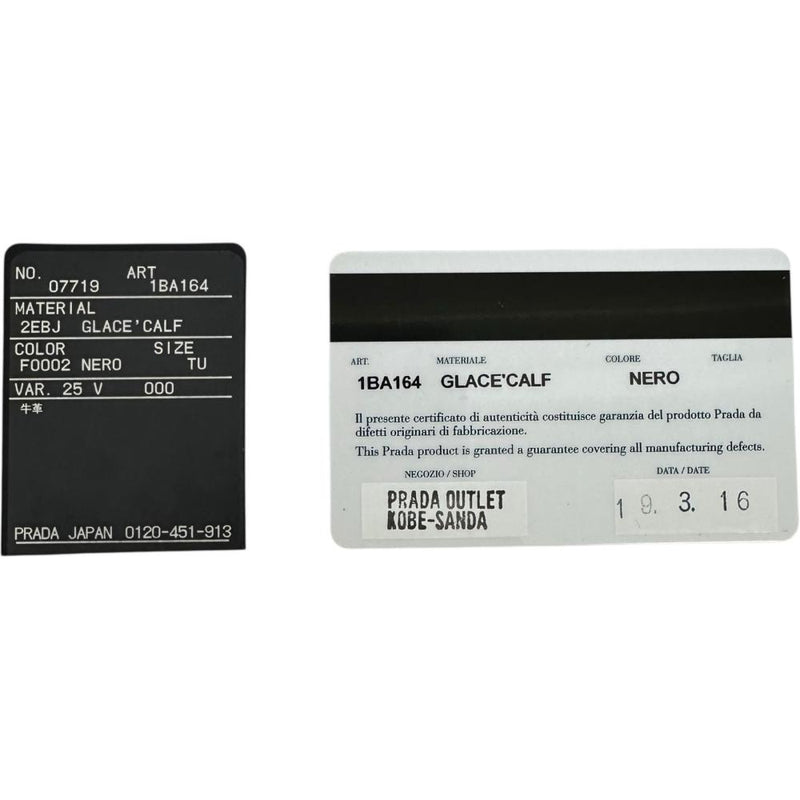 NO. ART
07719 1BA164
MATERIAL
2EBJ GLACE'CALF
COLOR SIZE
F0002 NERO TU
VAR. 25 V 000
牛革
PRADA JAPAN 0120-451-913
ART. MATERIALE COLORE TAGLIA
1BA164 GLACE'CALF NERO
Il presente certificato di autenticità costituisce garanzia del prodotto Prada da
difetti originari di fabbricazione.
This Prada product is granted a guarantee covering all manufacturing defects.
NEGOZIO / SHOP DATA / DATE
PRADA OUTLET
KOBE-SANDA
19. 3. 16